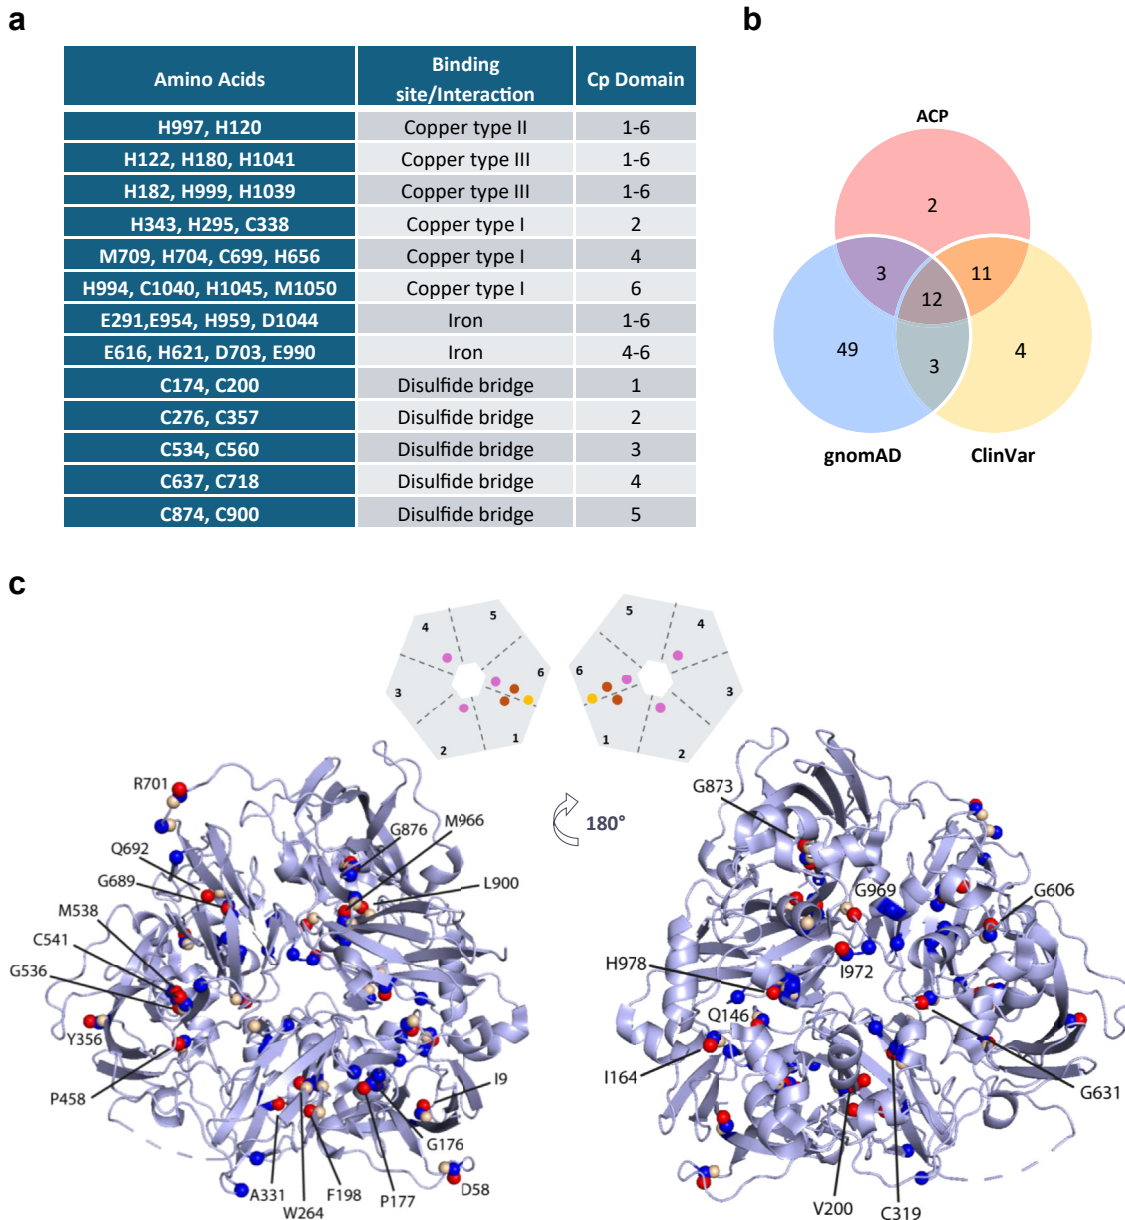 a
Amino Acids
Binding site/Interaction
Cp Domain
H997, H120 Copper type II 1-6
H122, H180, H1041 Copper type III 1-6
H182, H999, H1039 Copper type III 1-6
H343, H295, C338 Copper type I 2
M709, H704, C699, H656 Copper type I 4
H994, C1040, H1045, M1050 Copper type I 6
E291,E954, H959, D1044 Iron 1-6
E616, H621, D703, E990 Iron 4-6
C174, C200 Disulfide bridge 1
C276, C357 Disulfide bridge 2
C534, C560 Disulfide bridge 3
C637, C718 Disulfide bridge 4
C874, C900 Disulfide bridge 5
b
ACP
2
3
11
12
49
3
4
gnomAD
ClinVar
c
4
5
3
6
2
1
5
4
6
3
1
2
180°
R701
Q692
G689
M538
C541
G536
Y356
P458
G876
M966
L900
I9
G176
D58
A331
W264
F198
P177
G873
G969
G606
H978
I972
Q146
I164
G631
V200
C319